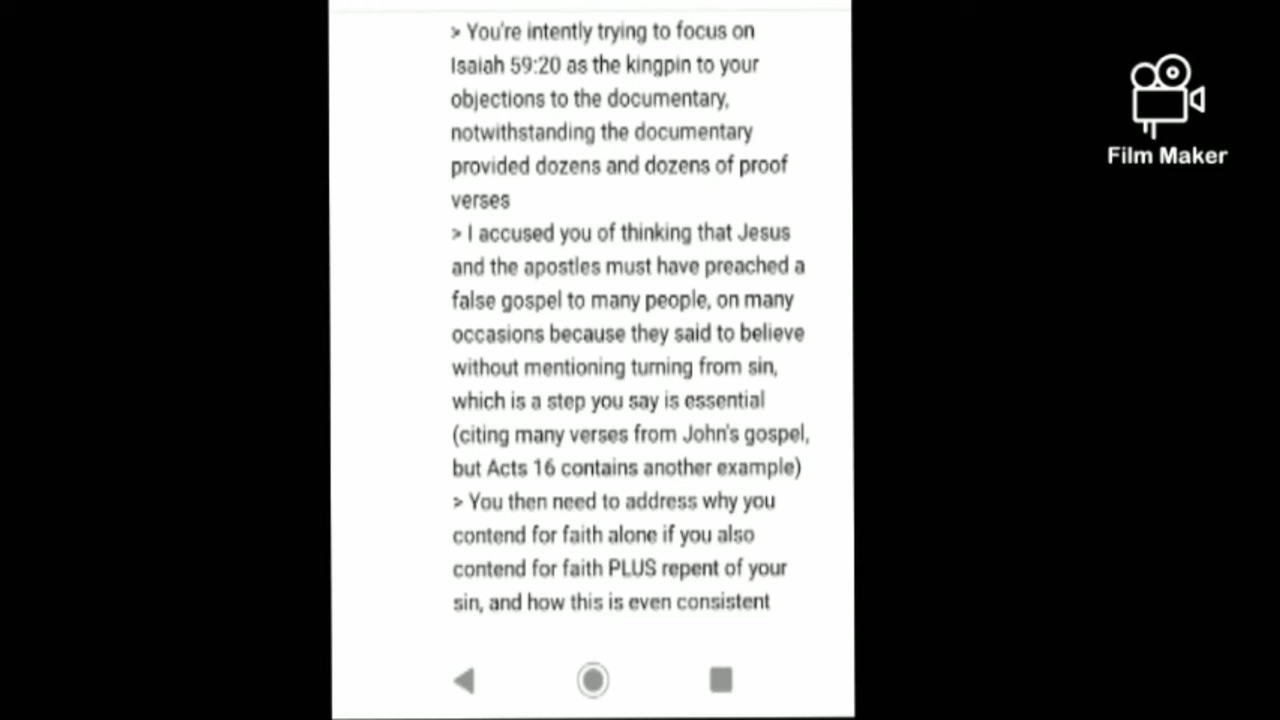 > You're intently trying to focus on
Isaiah 59:20 as the kingpin to your
objections to the documentary,
notwithstanding the documentary
provided dozens and dozens of proof
verses
> I accused you of thinking that Jesus
and the apostles must have preached a
false gospel to many people, on many
occasions because they said to believe
without mentioning turning from sin,
which is a step you say is essential
(citing many verses from John's gospel,
but Acts 16 contains another example)
> You then need to address why you
contend for faith alone if you also
contend for faith PLUS repent of your
sin, and how this is even consistent
Film Maker